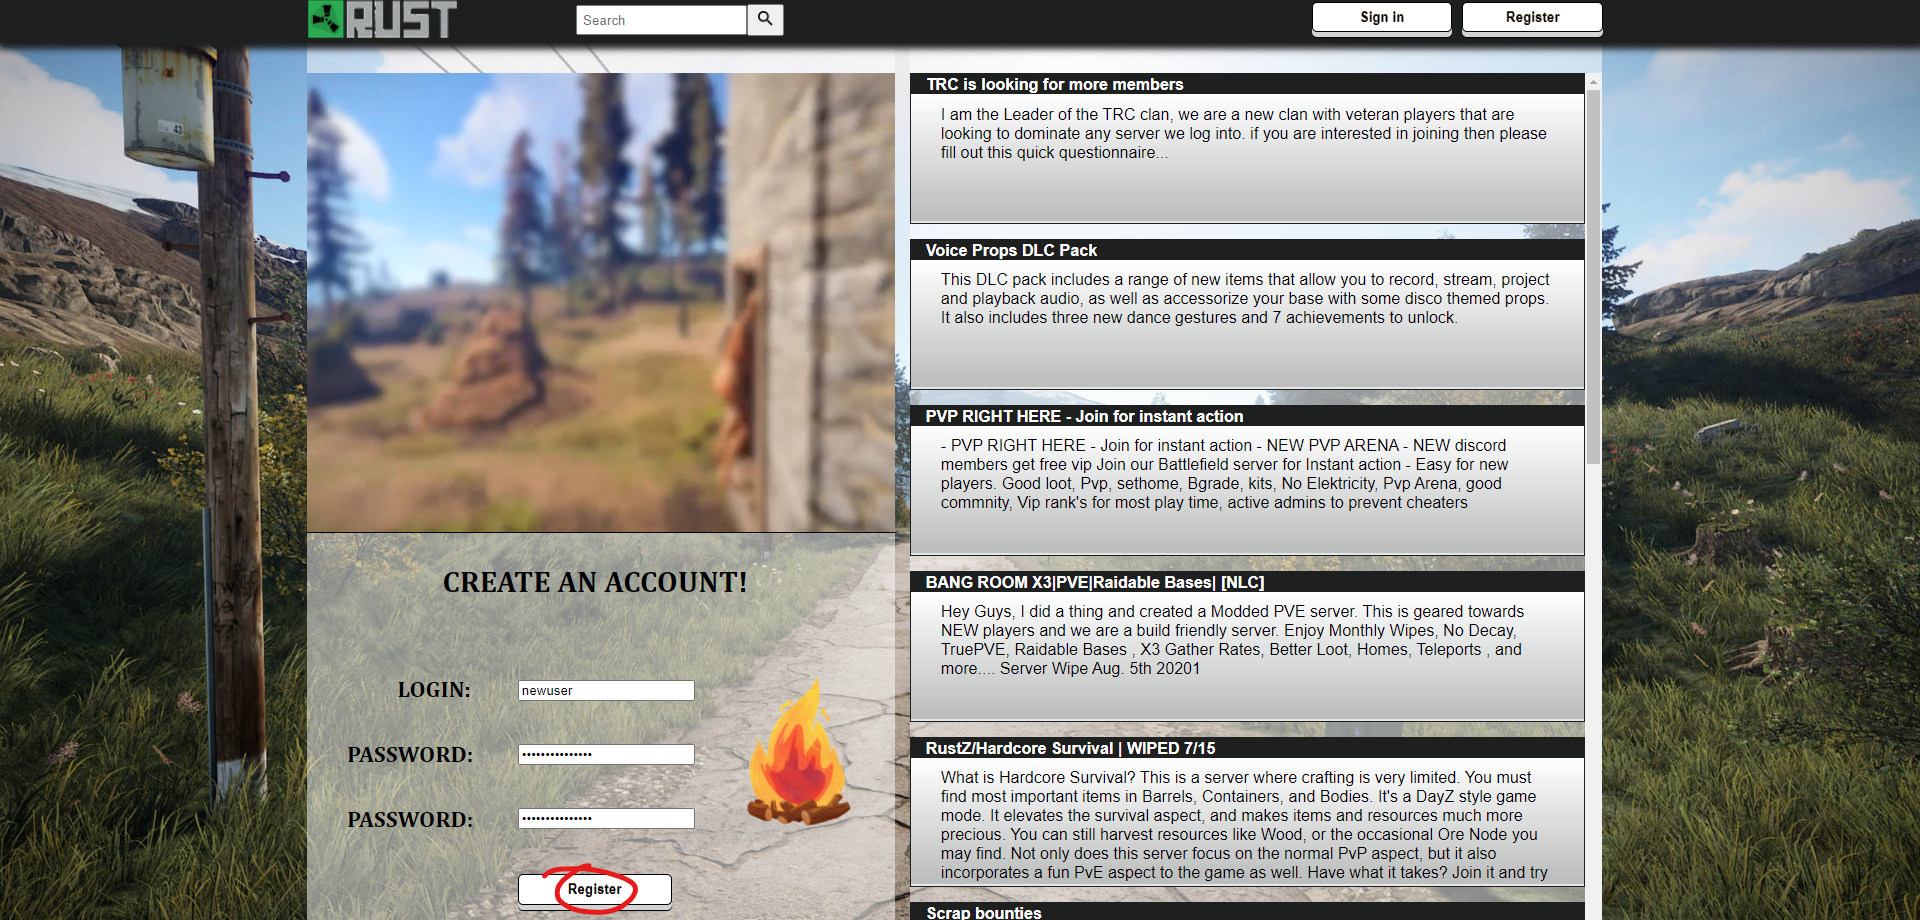 RUST
Search
Sign in
Register
43
CREATE AN ACCOUNT!
LOGIN:
newuser
PASSWORD:
•••••••••••••••
PASSWORD:
•••••••••••••••
Register
TRC is looking for more members
I am the Leader of the TRC clan, we are a new clan with veteran players that are
looking to dominate any server we log into. if you are interested in joining then please
fill out this quick questionnaire...
Voice Props DLC Pack
This DLC pack includes a range of new items that allow you to record, stream, project
and playback audio, as well as accessorize your base with some disco themed props.
It also includes three new dance gestures and 7 achievements to unlock.
PVP RIGHT HERE - Join for instant action
- PVP RIGHT HERE - Join for instant action - NEW PVP ARENA - NEW discord
members get free vip Join our Battlefield server for Instant action - Easy for new
players. Good loot, Pvp, sethome, Bgrade, kits, No Elektricity, Pvp Arena, good
commnity, Vip rank's for most play time, active admins to prevent cheaters
BANG ROOM X3|PVE|Raidable Bases| [NLC]
Hey Guys, I did a thing and created a Modded PVE server. This is geared towards
NEW players and we are a build friendly server. Enjoy Monthly Wipes, No Decay,
TruePVE, Raidable Bases , X3 Gather Rates, Better Loot, Homes, Teleports , and
more.... Server Wipe Aug. 5th 20201
RustZ/Hardcore Survival | WIPED 7/15
What is Hardcore Survival? This is a server where crafting is very limited. You must
find most important items in Barrels, Containers, and Bodies. It's a DayZ style game
mode. It elevates the survival aspect, and makes items and resources much more
precious. You can still harvest resources like Wood, or the occasional Ore Node you
may find. Not only does this server focus on the normal PvP aspect, but it also
incorporates a fun PvE aspect to the game as well. Have what it takes? Join it and try
Scrap bounties